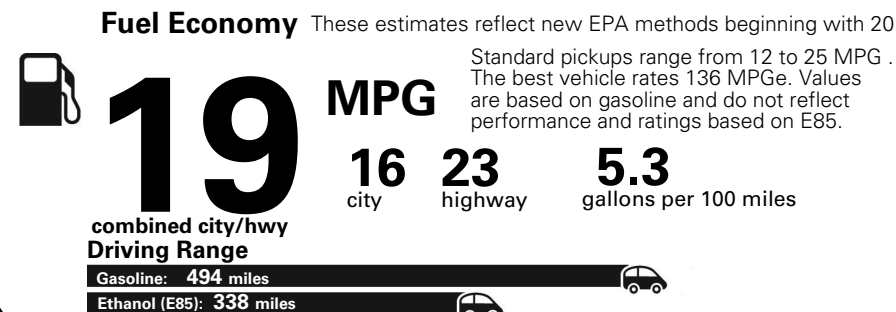 Fuel Economy These estimates reflect new EPA methods beginning with 20
Standard pickups range from 12 to 25 MPG .
The best vehicle rates 136 MPGe. Values
are based on gasoline and do not reflect
performance and ratings based on E85.
19 MPG
16 23 5.3
city highway gallons per 100 miles
combined city/hwy
Driving Range
Gasoline: 494 miles
Ethanol (E85): 338 miles